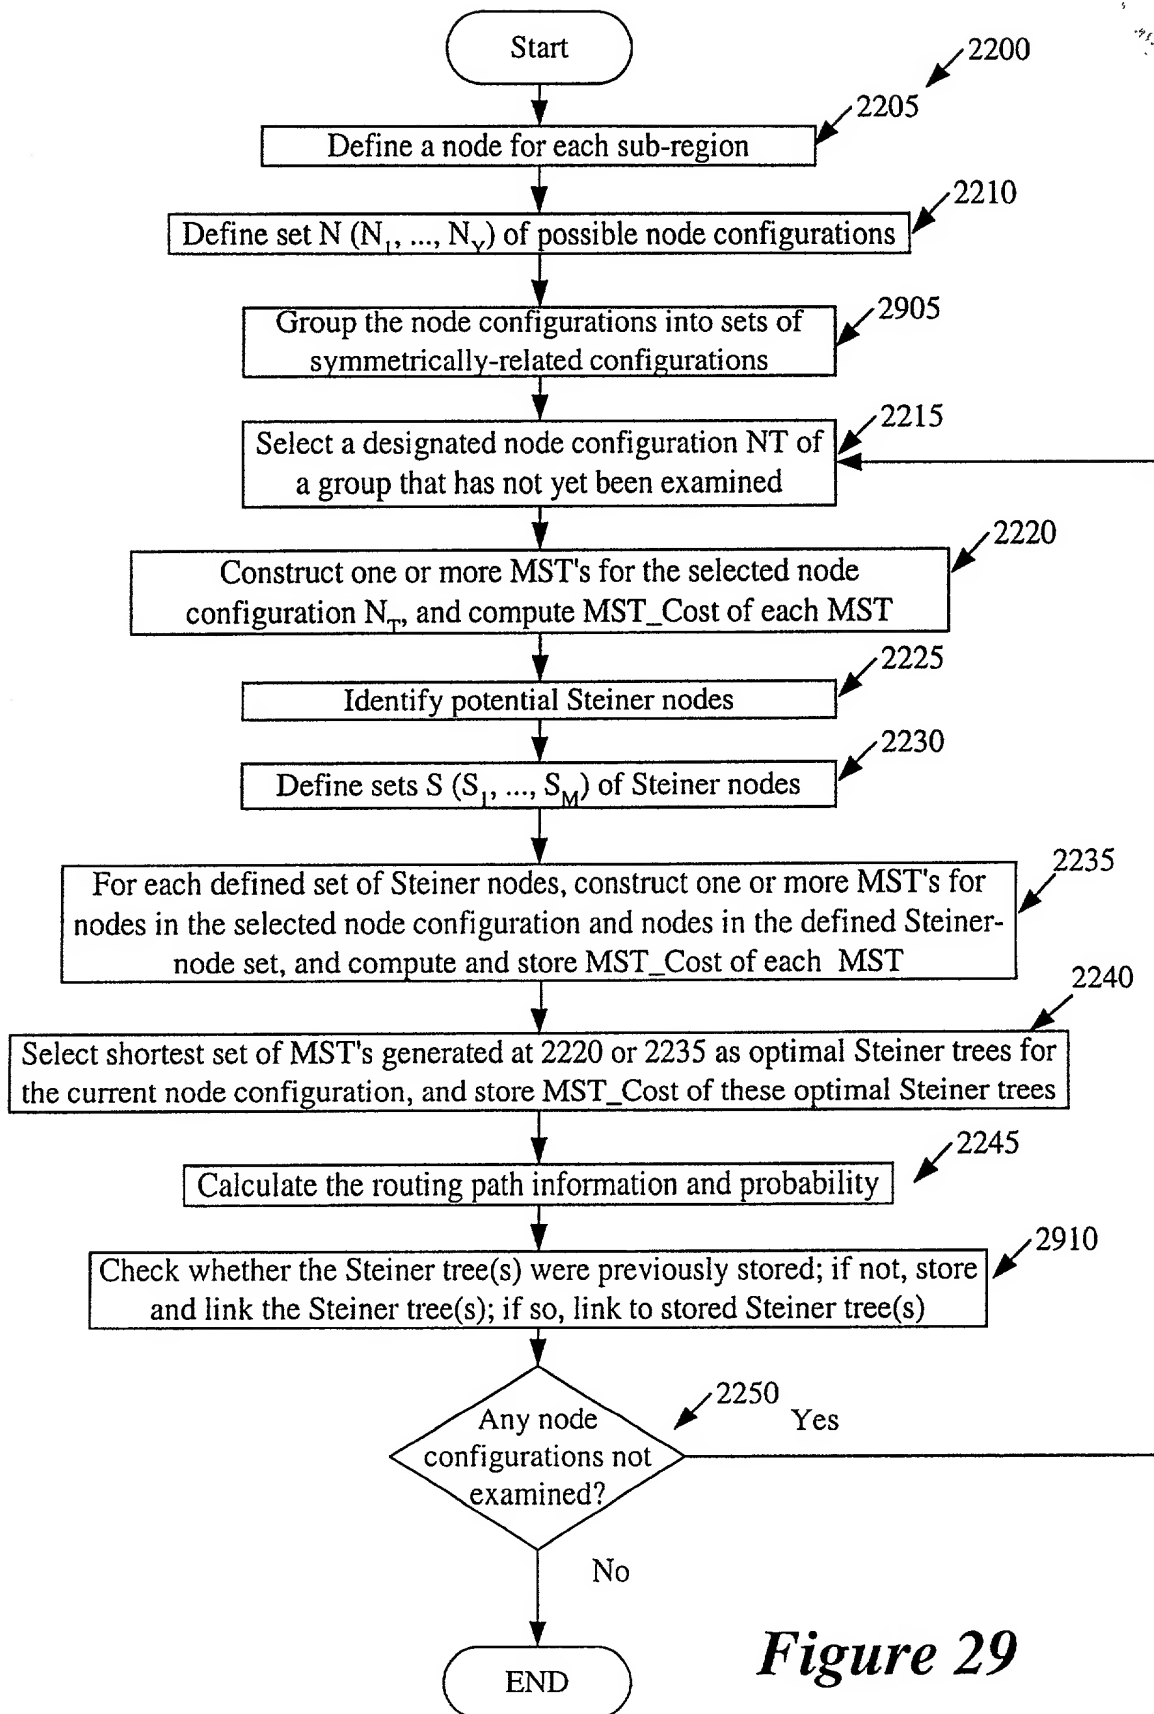 Start
2200
2205
Define a node for each sub-region
2210
Define set N (N1, ..., NY) of possible node configurations
2905
Group the node configurations into sets of
symmetrically-related configurations
2215
Select a designated node configuration NT of
a group that has not yet been examined
2220
Construct one or more MST's for the selected node
configuration NT, and compute MST_Cost of each MST
2225
Identify potential Steiner nodes
2230
Define sets S (S1, ..., SM) of Steiner nodes
2235
For each defined set of Steiner nodes, construct one or more MST's for
nodes in the selected node configuration and nodes in the defined Steiner-
node set, and compute and store MST_Cost of each MST
2240
Select shortest set of MST's generated at 2220 or 2235 as optimal Steiner trees for
the current node configuration, and store MST_Cost of these optimal Steiner trees
2245
Calculate the routing path information and probability
2910
Check whether the Steiner tree(s) were previously stored; if not, store
and link the Steiner tree(s); if so, link to stored Steiner tree(s)
2250
Yes
Any node
configurations not
examined?
No
END
Figure 29